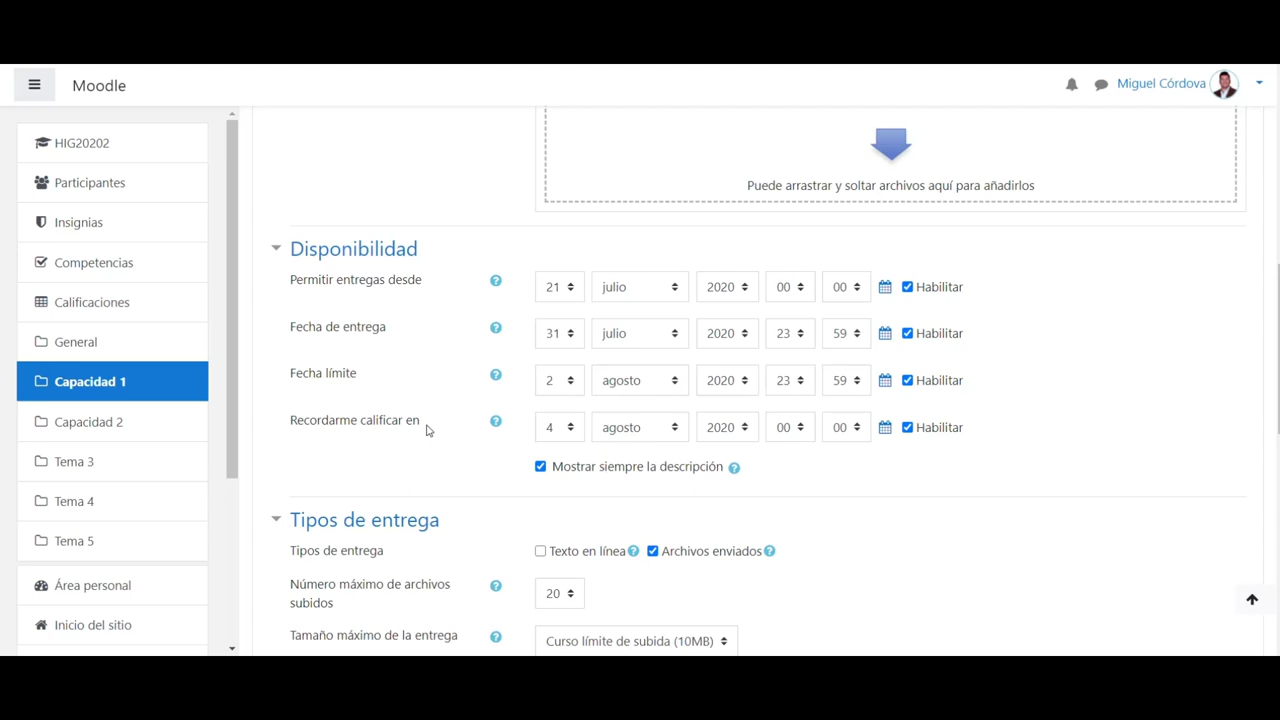 Moodle
Miguel Córdova
HIG20202
Participantes
Insignias
Competencias
Calificaciones
General
Capacidad 1
Capacidad 2
Tema 3
Tema 4
Tema 5
Área personal
Inicio del sitio
Puede arrastrar y soltar archivos aquí para añadirlos
Disponibilidad
Permitir entregas desde ? 21 julio 2020 00 00 Habilitar
Fecha de entrega ? 31 julio 2020 23 59 Habilitar
Fecha límite ? 2 agosto 2020 23 59 Habilitar
Recordarme calificar en ? 4 agosto 2020 00 00 Habilitar
Mostrar siempre la descripción ?
Tipos de entrega
Tipos de entrega Texto en línea ? Archivos enviados ?
Número máximo de archivos
subidos ? 20
Tamaño máximo de la entrega ? Curso límite de subida (10MB)